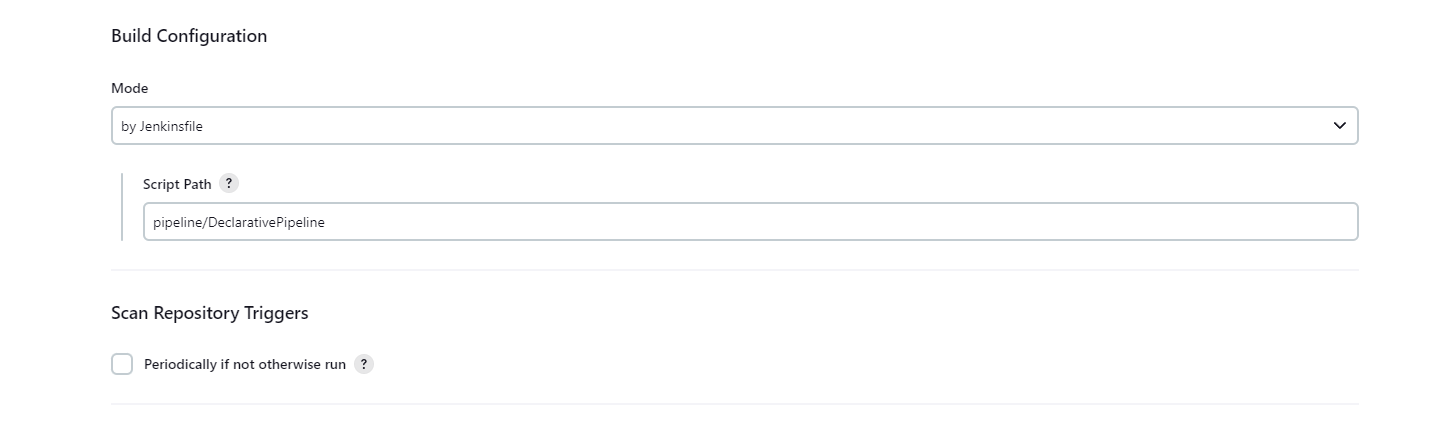 Build Configuration
Mode
by Jenkinsfile
Script Path ?
pipeline/DeclarativePipeline
Scan Repository Triggers
Periodically if not otherwise run ?